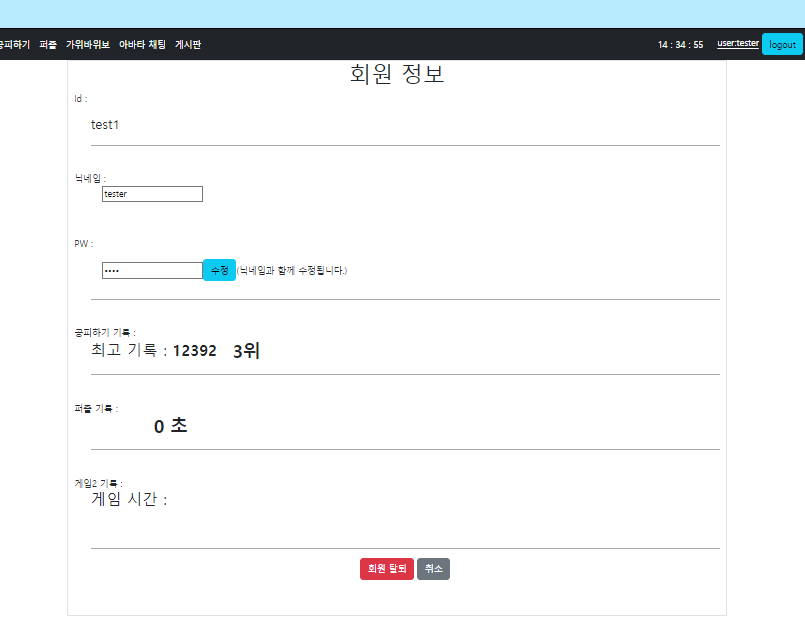 공피하기 퍼즐 가위바위보 아바타 채팅 게시판 14 : 34 : 55 user:tester logout
회원 정보
Id :
test1
닉네임 :
tester
PW :
•••• 수정 (닉네임과 함께 수정됩니다.)
공피하기 기록 :
최고 기록 : 12392 3위
퍼즐 기록 :
0 초
게임2 기록 :
게임 시간 :
회원 탈퇴 취소